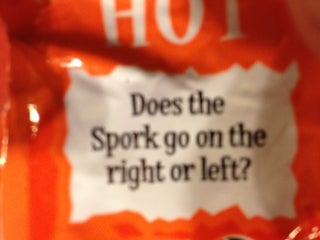 HOT
Does the
Spork go on the
right or left?